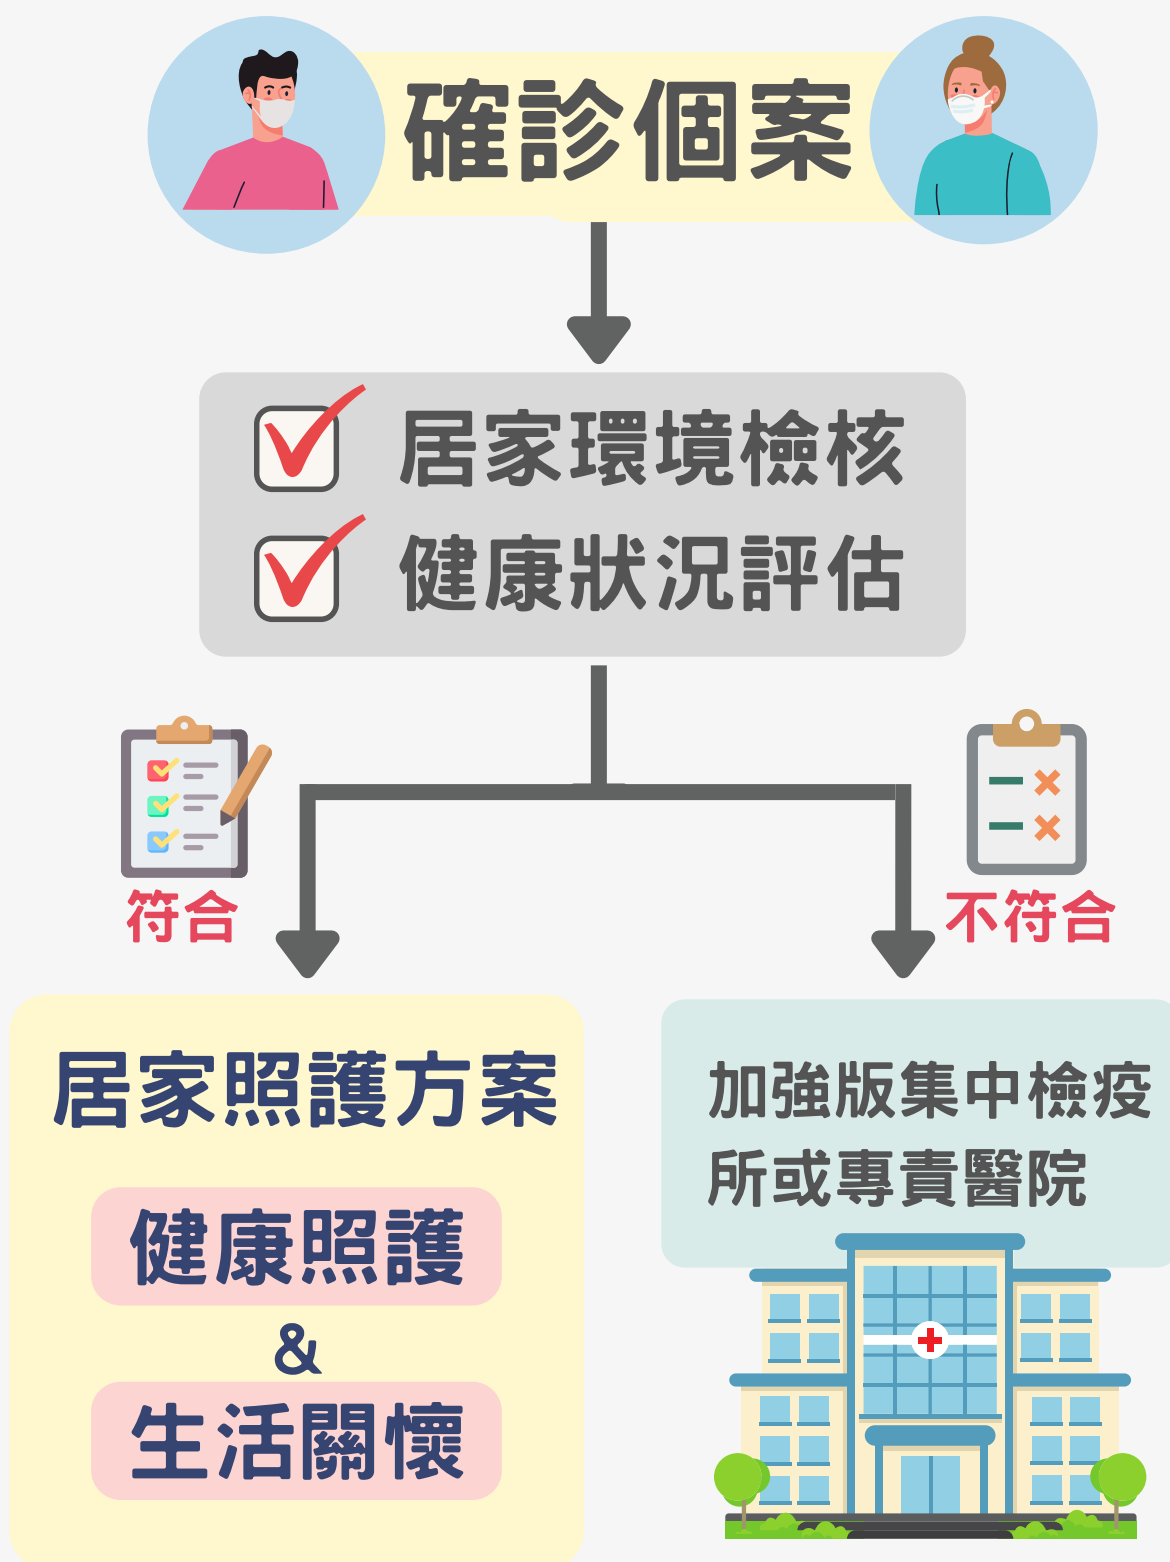 確診個案
居家環境檢核
健康狀況評估
符合
不符合
居家照護方案
健康照護
&
生活關懷
加強版集中檢疫
所或專責醫院